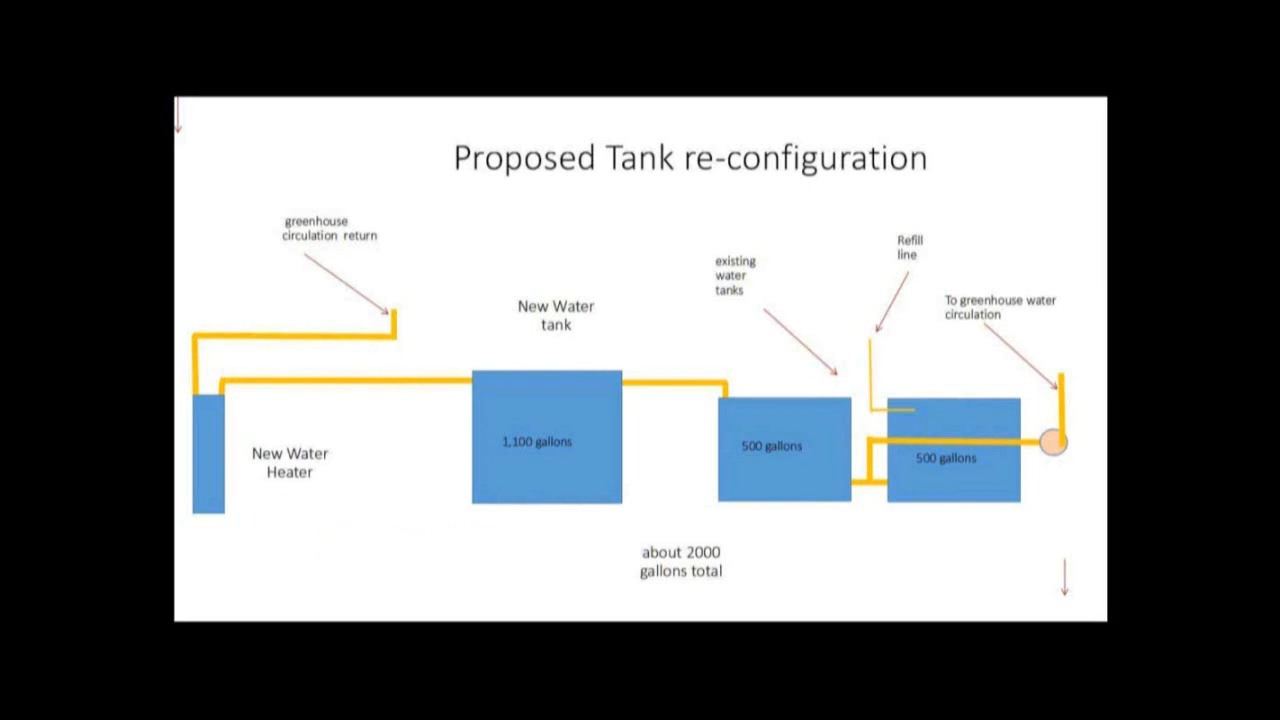 Proposed Tank re-configuration
greenhouse
circulation return
Refill
line
existing
water
tanks
To greenhouse water
circulation
New Water
tank
1,100 gallons
500 gallons
500 gallons
New Water
Heater
about 2000
gallons total